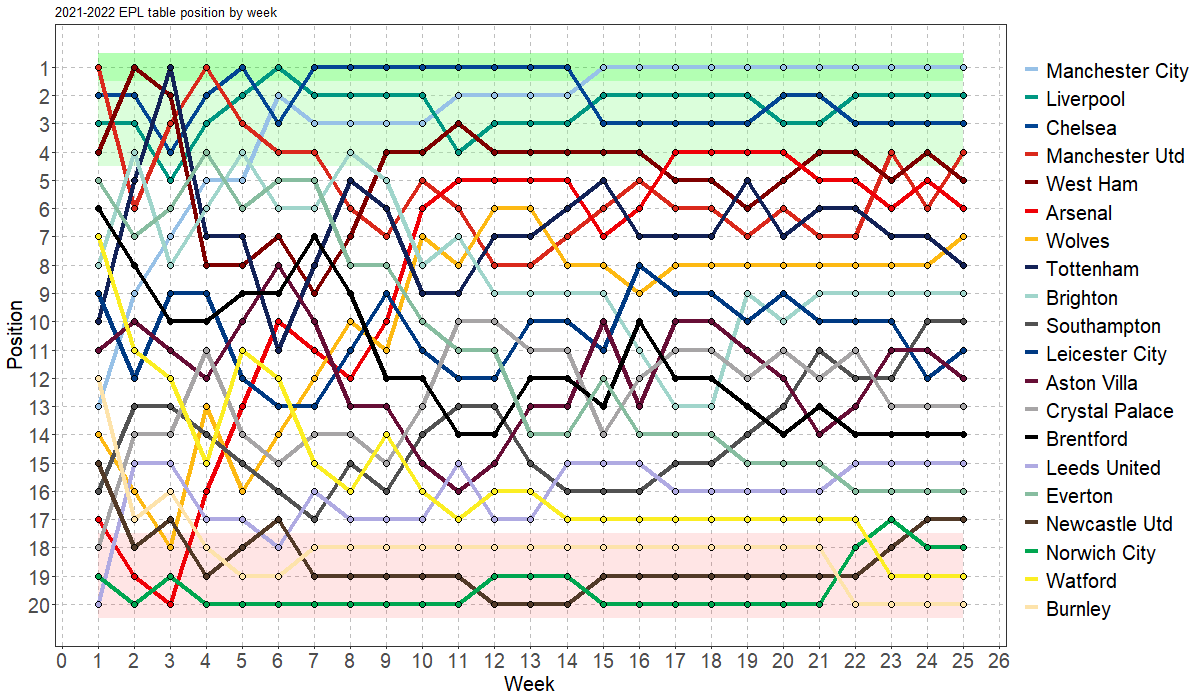 2021-2022 EPL table position by week
Position
1
2
3
4
5
6
7
8
9
10
11
12
13
14
15
16
17
18
19
20
0 1 2 3 4 5 6 7 8 9 10 11 12 13 14 15 16 17 18 19 20 21 22 23 24 25 26
Week
Manchester City
Liverpool
Chelsea
Manchester Utd
West Ham
Arsenal
Wolves
Tottenham
Brighton
Southampton
Leicester City
Aston Villa
Crystal Palace
Brentford
Leeds United
Everton
Newcastle Utd
Norwich City
Watford
Burnley